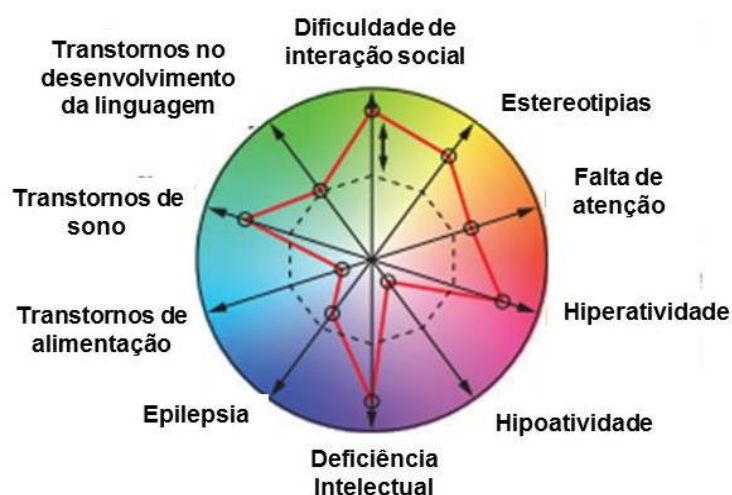 Dificuldade de
interação social
Estereotipias
Falta de
atenção
Hiperatividade
Hipoatividade
Deficiência
Intelectual
Epilepsia
Transtornos de
alimentação
Transtornos de
sono
Transtornos no
desenvolvimento
da linguagem